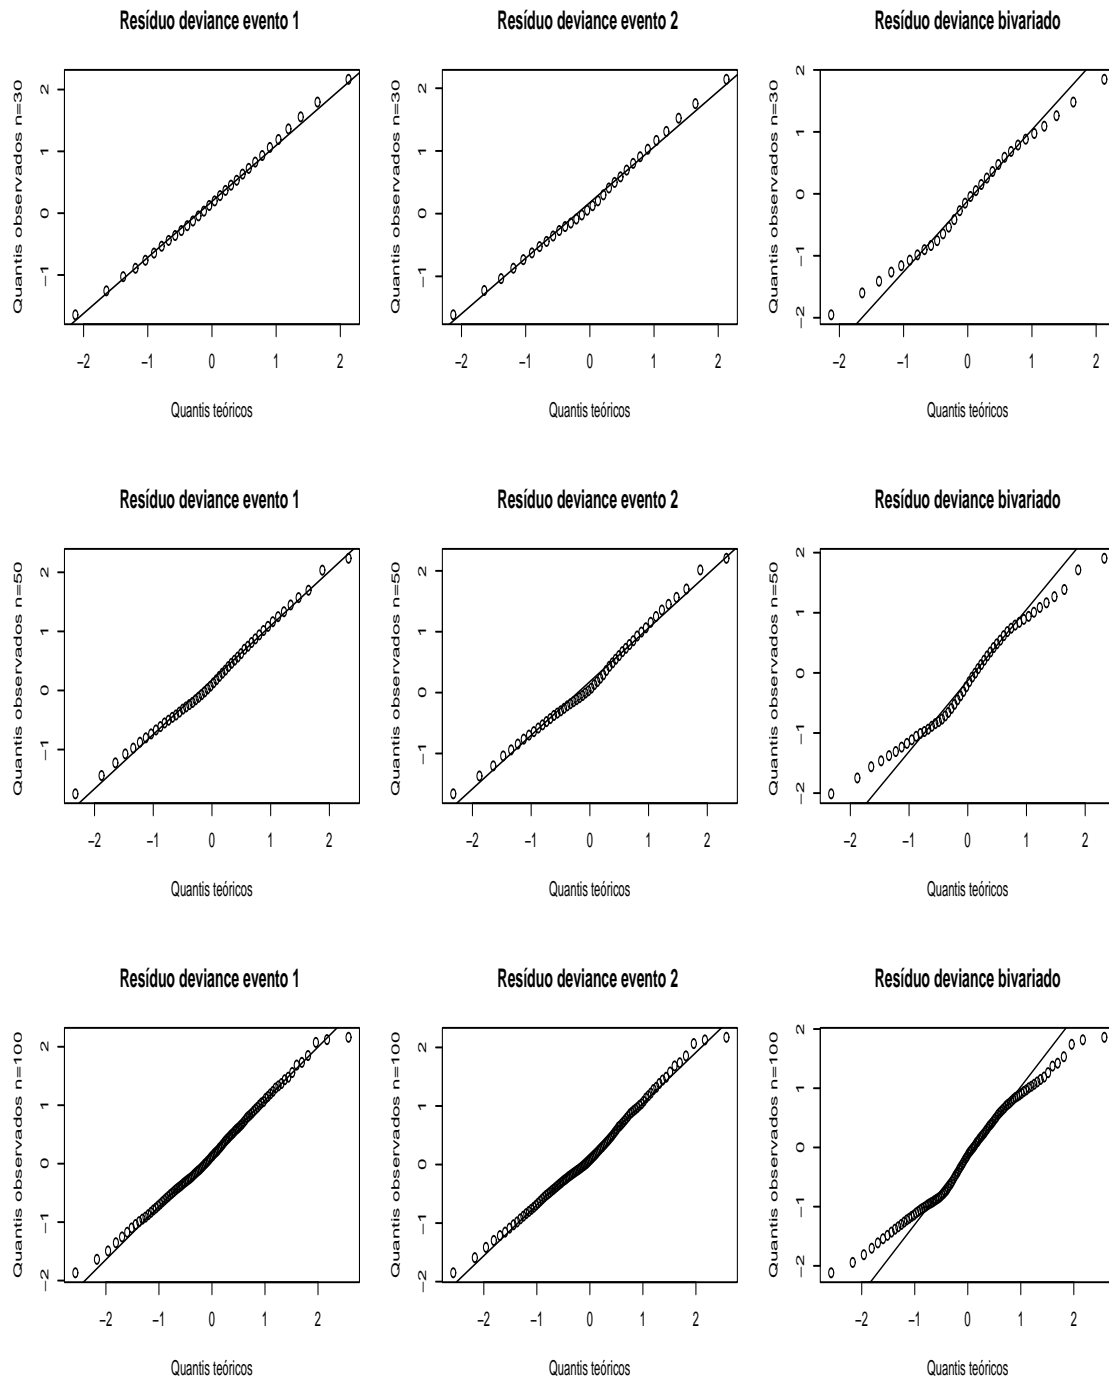 Resíduo deviance evento 1
Quantis observados n=30
2
1
0
−1
−2 −1 0 1 2
Quantis teóricos
Resíduo deviance evento 2
Quantis observados n=30
2
1
0
−1
−2 −1 0 1 2
Quantis teóricos
Resíduo deviance bivariado
Quantis observados n=30
2
1
0
−1
−2
−2 −1 0 1 2
Quantis teóricos
Resíduo deviance evento 1
Quantis observados n=50
2
1
0
−1
−2 −1 0 1 2
Quantis teóricos
Resíduo deviance evento 2
Quantis observados n=50
2
1
0
−1
−2 −1 0 1 2
Quantis teóricos
Resíduo deviance bivariado
Quantis observados n=50
2
1
0
−1
−2
−2 −1 0 1 2
Quantis teóricos
Resíduo deviance evento 1
Quantis observados n=100
2
1
0
−1
−2
−2 −1 0 1 2
Quantis teóricos
Resíduo deviance evento 2
Quantis observados n=100
2
1
0
−1
−2
−2 −1 0 1 2
Quantis teóricos
Resíduo deviance bivariado
Quantis observados n=100
2
1
0
−1
−2
−2 −1 0 1 2
Quantis teóricos